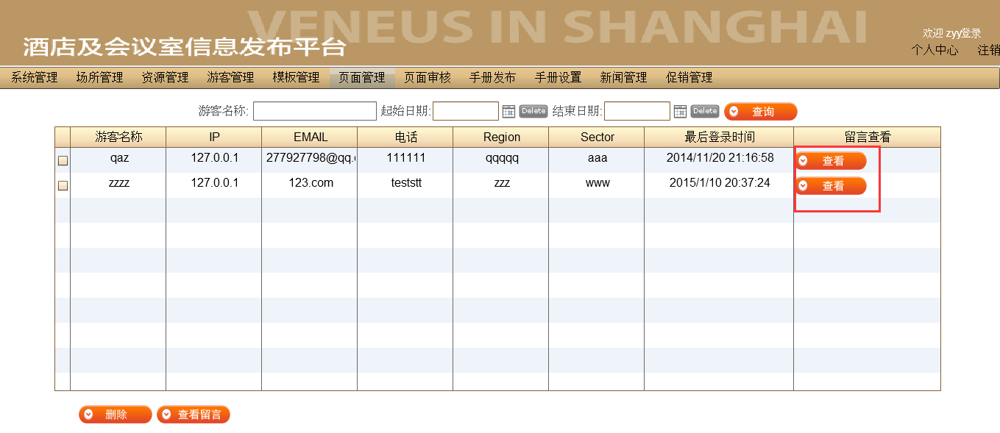 VENEUS IN SHANGHAI
酒店及会议室信息发布平台
欢迎 zyy登录
个人中心 注销
系统管理 场所管理 资源管理 游客管理 模板管理 页面管理 页面审核 手册发布 手册设置 新闻管理 促销管理
游客名称: 起始日期: Delete 结束日期: Delete 查询
游客名称 IP EMAIL 电话 Region Sector 最后登录时间 留言查看
qaz 127.0.0.1 277927798@qq. 111111 qqqqq aaa 2014/11/20 21:16:58 查看
zzzz 127.0.0.1 123.com teststt zzz www 2015/1/10 20:37:24 查看
删除 查看留言